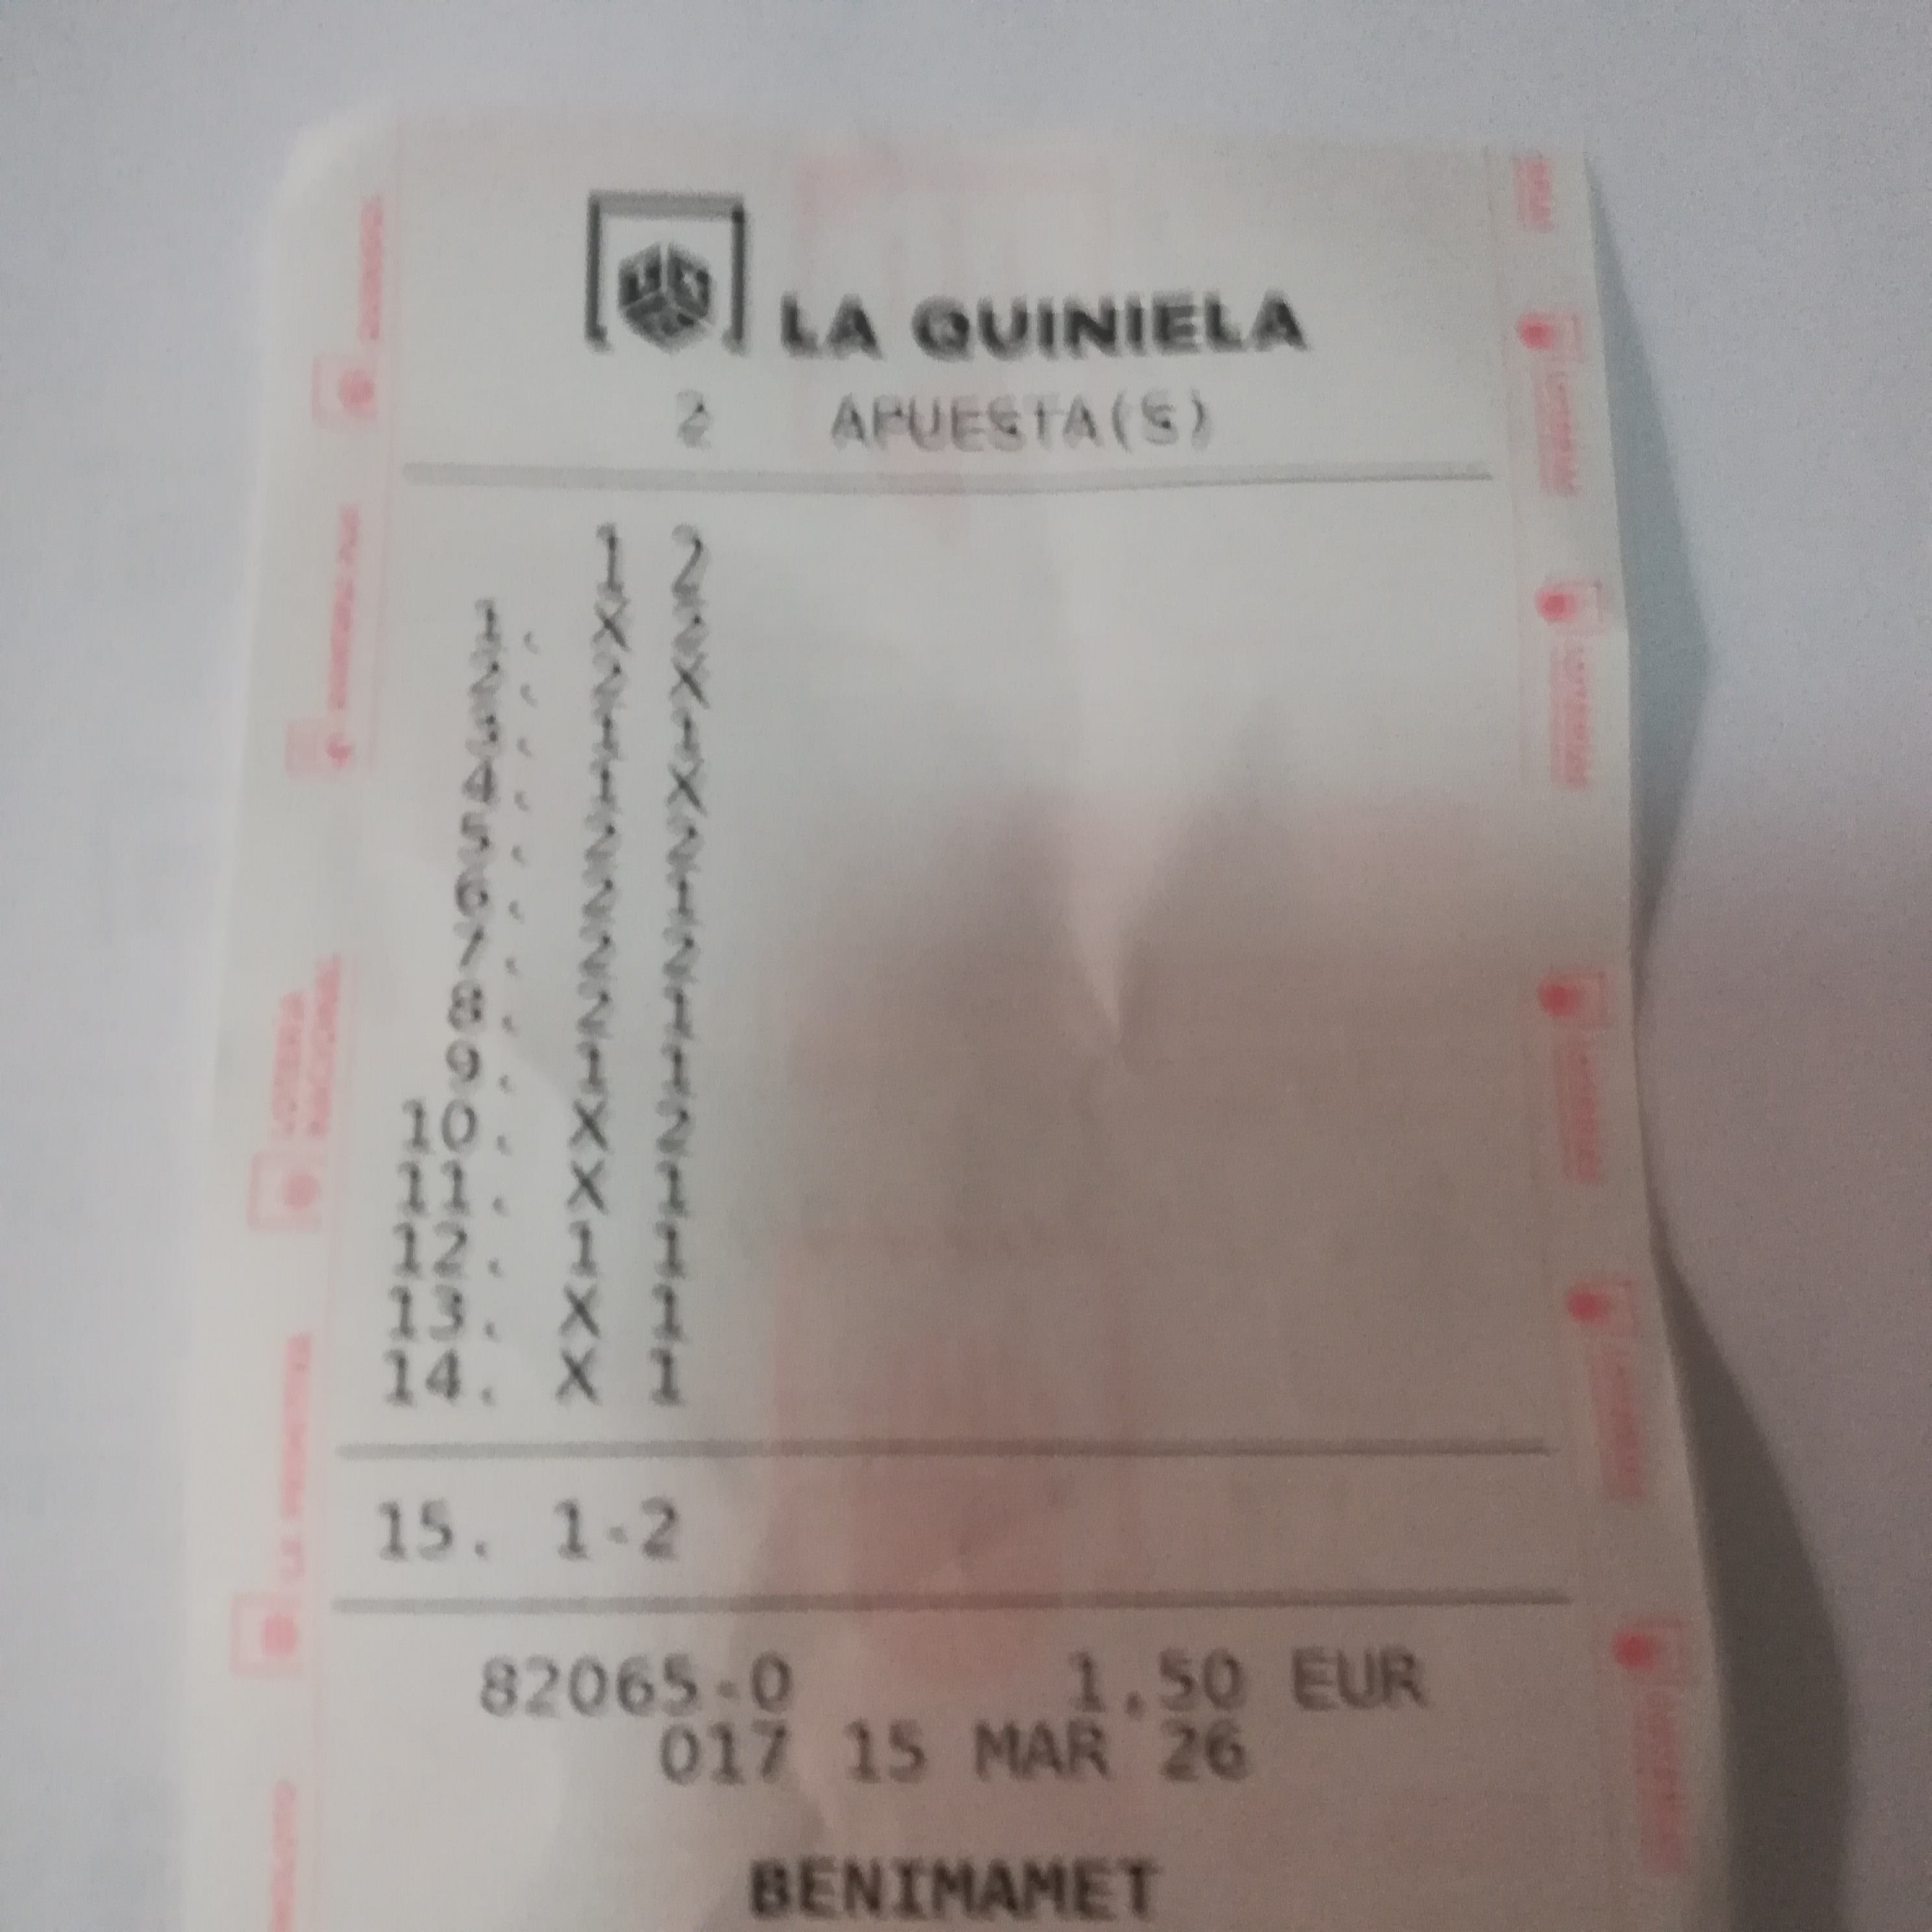 LA QUINIELA
2 APUESTA(S)
1 2
1. X 2
2. 2 X
3. 1 1
4. 1 X
5. 2 2
6. 2 1
7. 2 2
8. 2 1
9. 1 1
10. X 2
11. X 1
12. 1 1
13. X 1
14. X 1
15. 1-2
82065-0 1,50 EUR
017 15 MAR 26
BENIMAMET
LOTERIA
NACIONAL